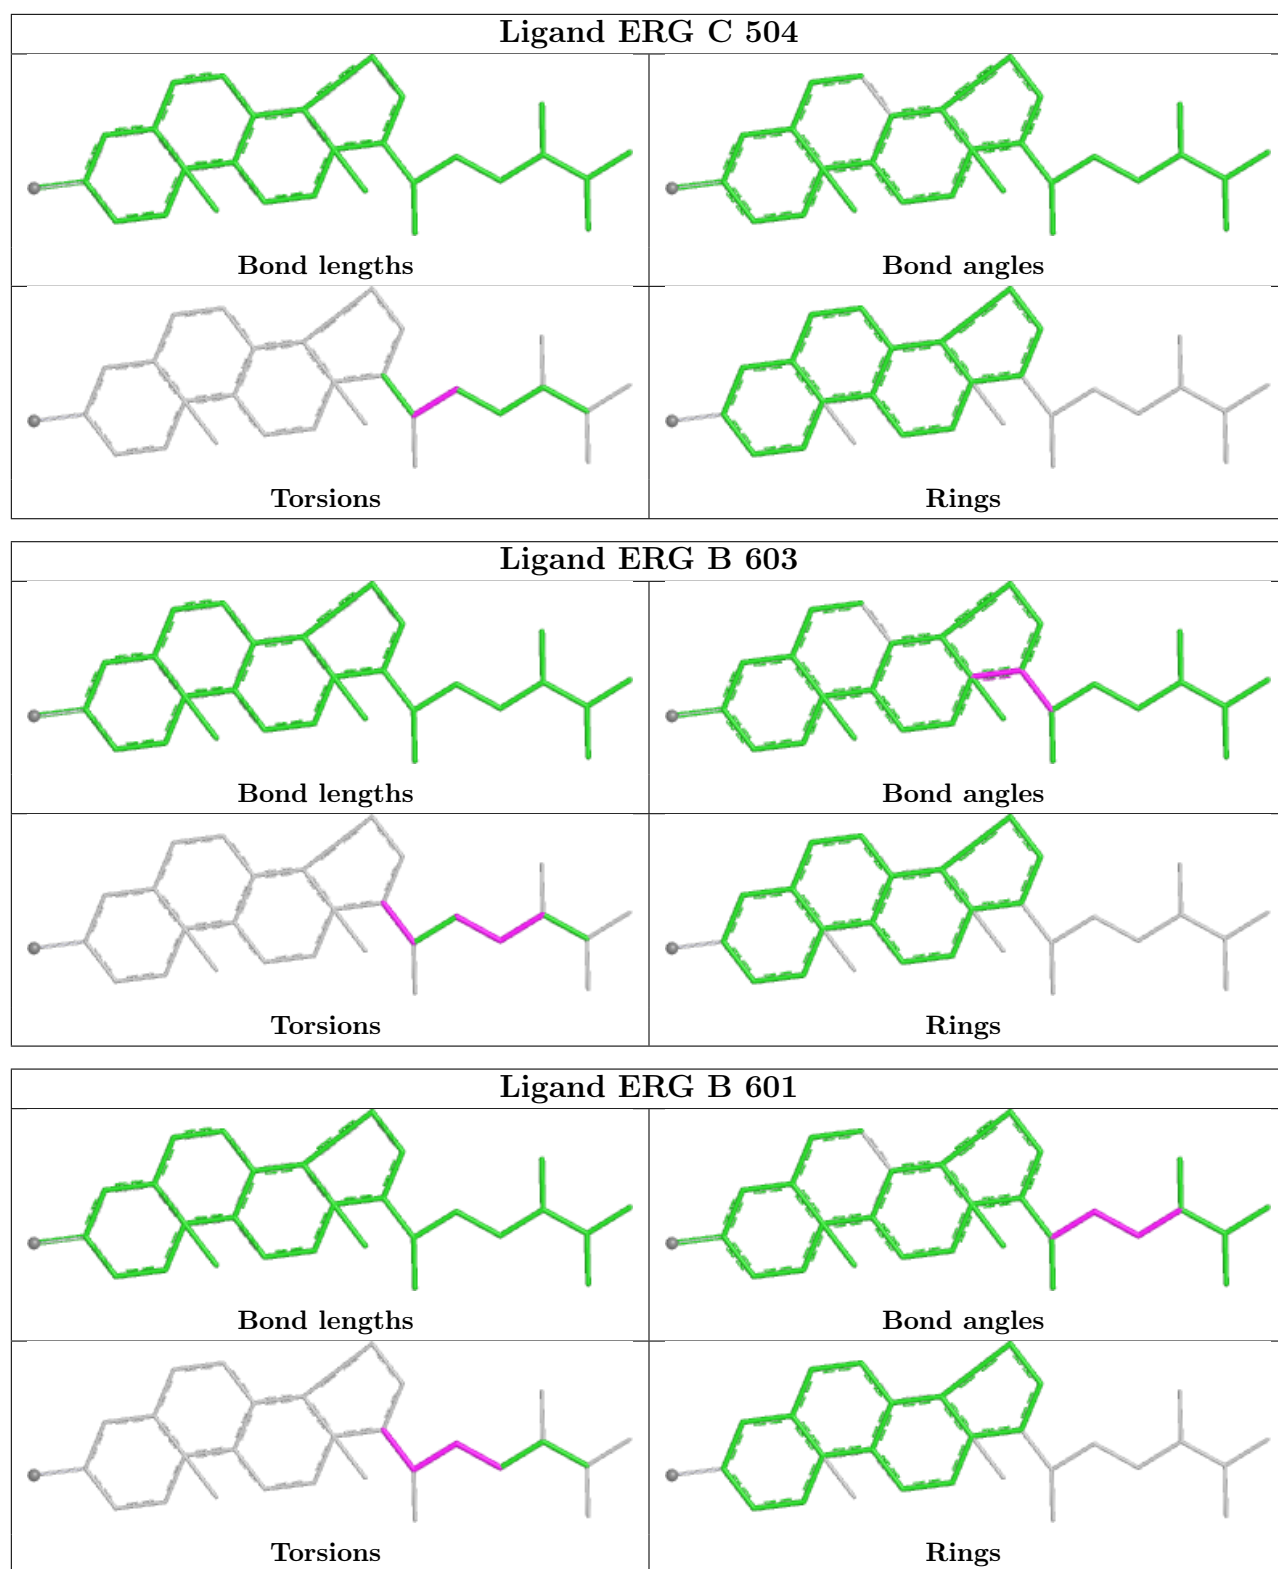 Ligand ERG C 504
Bond lengths
Bond angles
Torsions
Rings
Ligand ERG B 603
Bond lengths
Bond angles
Torsions
Rings
Ligand ERG B 601
Bond lengths
Bond angles
Torsions
Rings